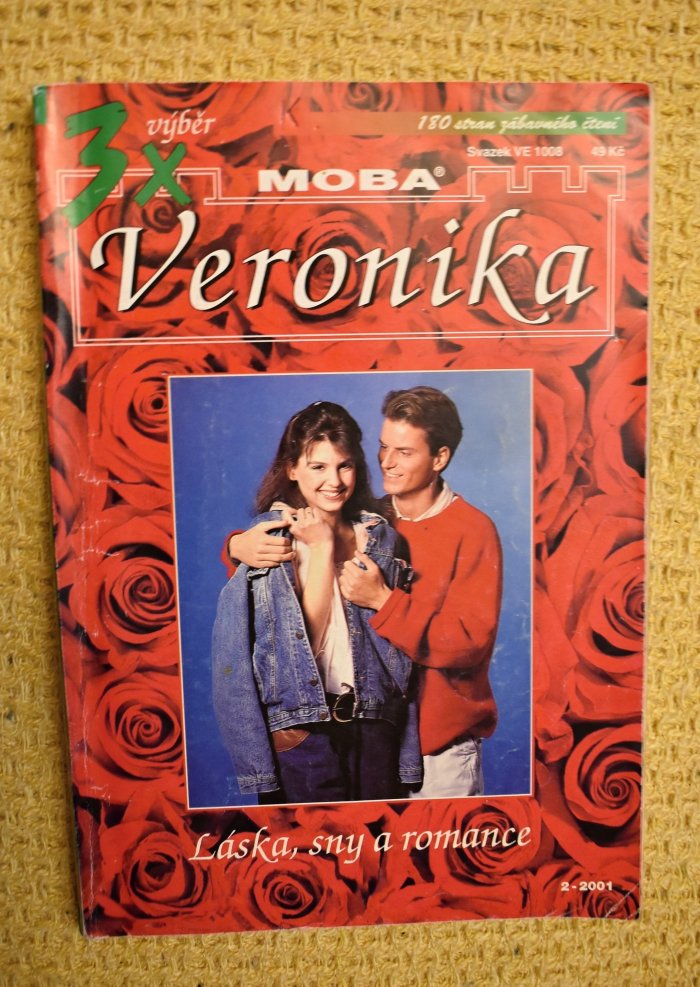 3x výběr
180 stran zábavného čtení
Svazek VE 1008 49 Kč
MOBA®
Veronika
Láska, sny a romance
2-2001